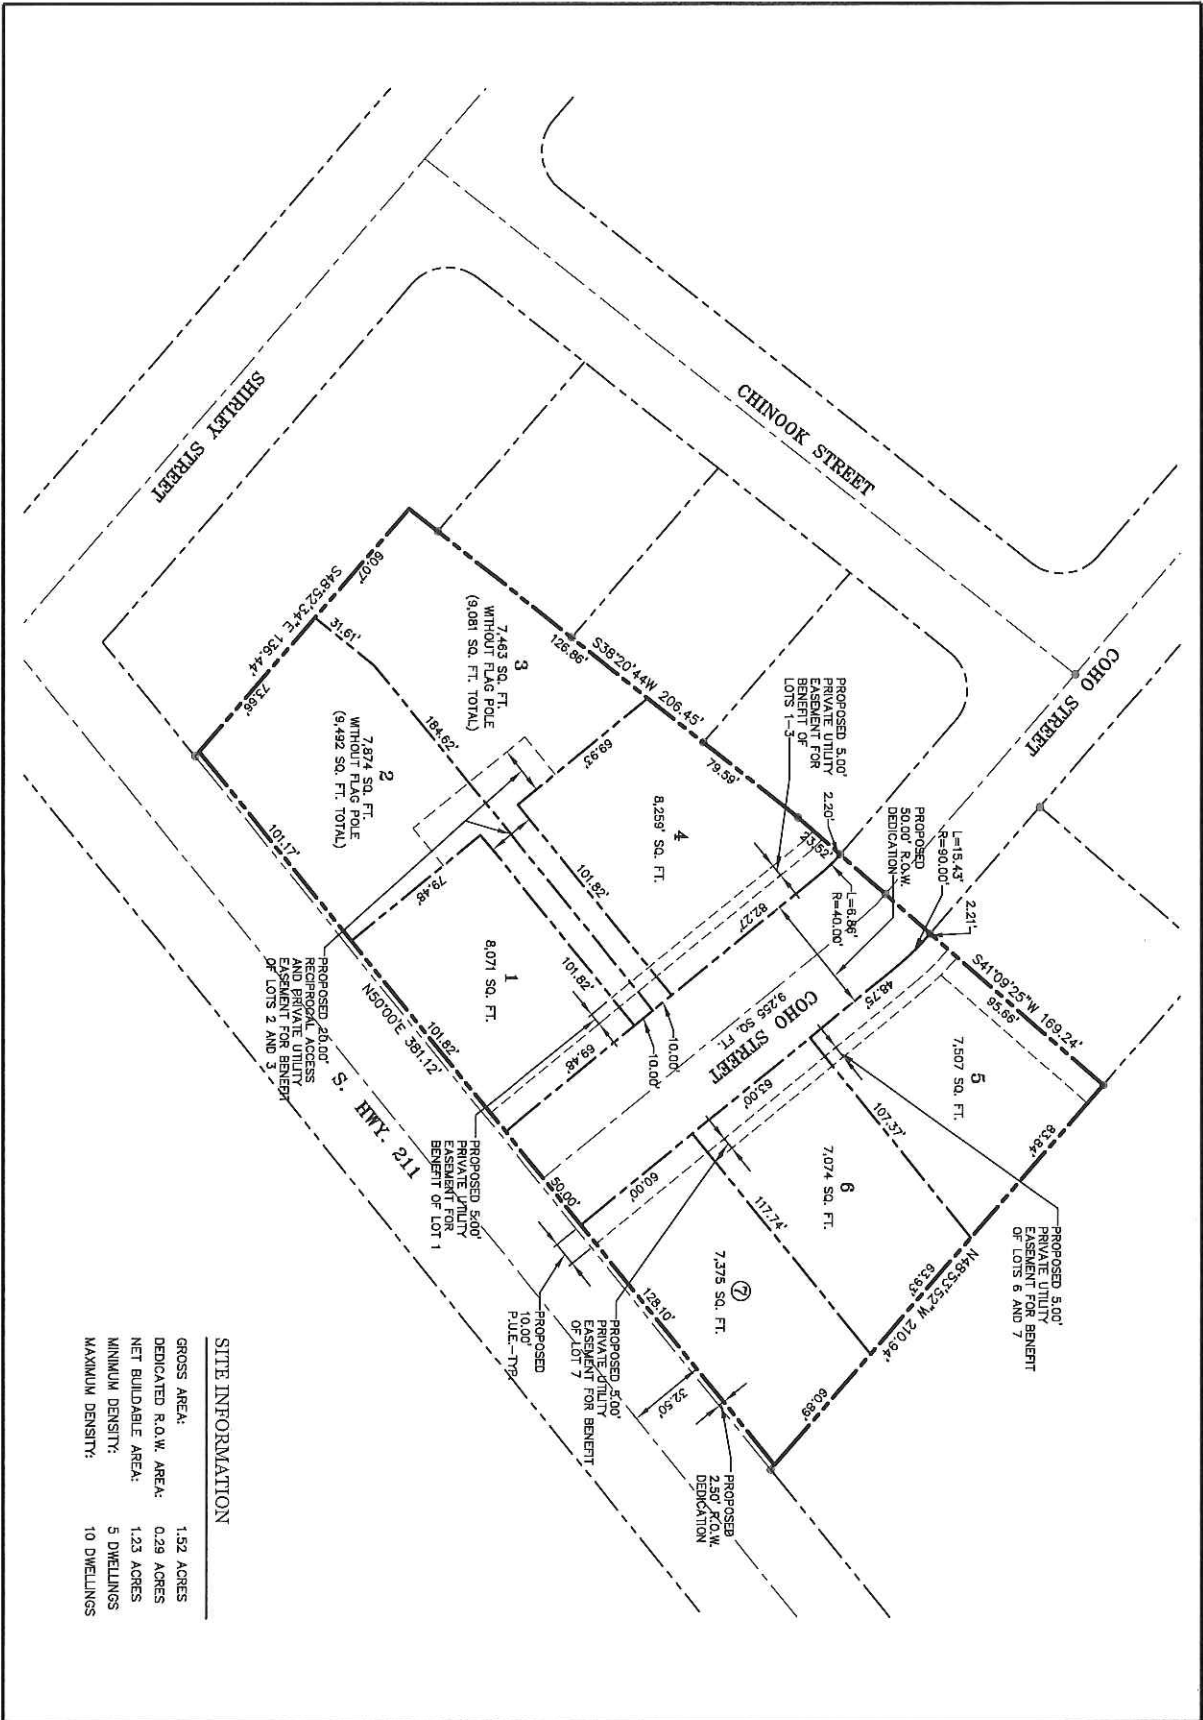 SHIRLEY STREET
CHINOOK STREET
COHO STREET
S48°52'34"E 136.44'
60.07'
73.66'
31.61'
3
7,463 SQ. FT.
WITHOUT FLAG POLE
(9,081 SQ. FT. TOTAL)
126.86'
S38°20'44W 206.45'
79.59'
2
7,874 SQ. FT.
WITHOUT FLAG POLE
(9,492 SQ. FT. TOTAL)
184.62'
69.93'
4
8,259' SQ. FT.
101.82'
PROPOSED 5.00'
PRIVATE UTILITY
EASEMENT FOR
BENEFIT OF
LOTS 1-3
2.20'
23.52'
PROPOSED
50.00' R.O.W.
DEDICATION
L=15.43'
R=90.00'
2.21'
L=6.86'
R=40.00'
82.27'
48.75'
S41°09'25"W 169.24'
95.66'
101.17'
79.48'
1
8,071 SQ. FT.
101.82'
10.00'
10.00'
69.48'
101.82'
N50°00'E 381.12'
PROPOSED 20.00'
RECIPROCAL ACCESS
AND PRIVATE UTILITY
EASEMENT FOR BENEFIT
OF LOTS 2 AND 3
S. HWY. 211
COHO STREET
9,256 SQ. FT.
5
7,507 SQ. FT.
83.84'
107.37'
63.00'
6
7,074 SQ. FT.
63.93'
N48°53'52"W 210.94'
PROPOSED 5.00'
PRIVATE UTILITY
EASEMENT FOR BENEFIT
OF LOTS 6 AND 7
PROPOSED 5.00'
PRIVATE UTILITY
EASEMENT FOR
BENEFIT OF LOT 1
50.00'
60.00'
117.74'
7
7,375 SQ. FT.
60.89'
128.10'
PROPOSED
10.00'
P.U.E.-TYP.
PROPOSED 5.00'
PRIVATE UTILITY
EASEMENT FOR BENEFIT
OF LOT 7
32.50'
PROPOSED
2.50' R.O.W.
DEDICATION
SITE INFORMATION
GROSS AREA: 1.52 ACRES
DEDICATED R.O.W. AREA: 0.29 ACRES
NET BUILDABLE AREA: 1.23 ACRES
MINIMUM DENSITY: 5 DWELLINGS
MAXIMUM DENSITY: 10 DWELLINGS